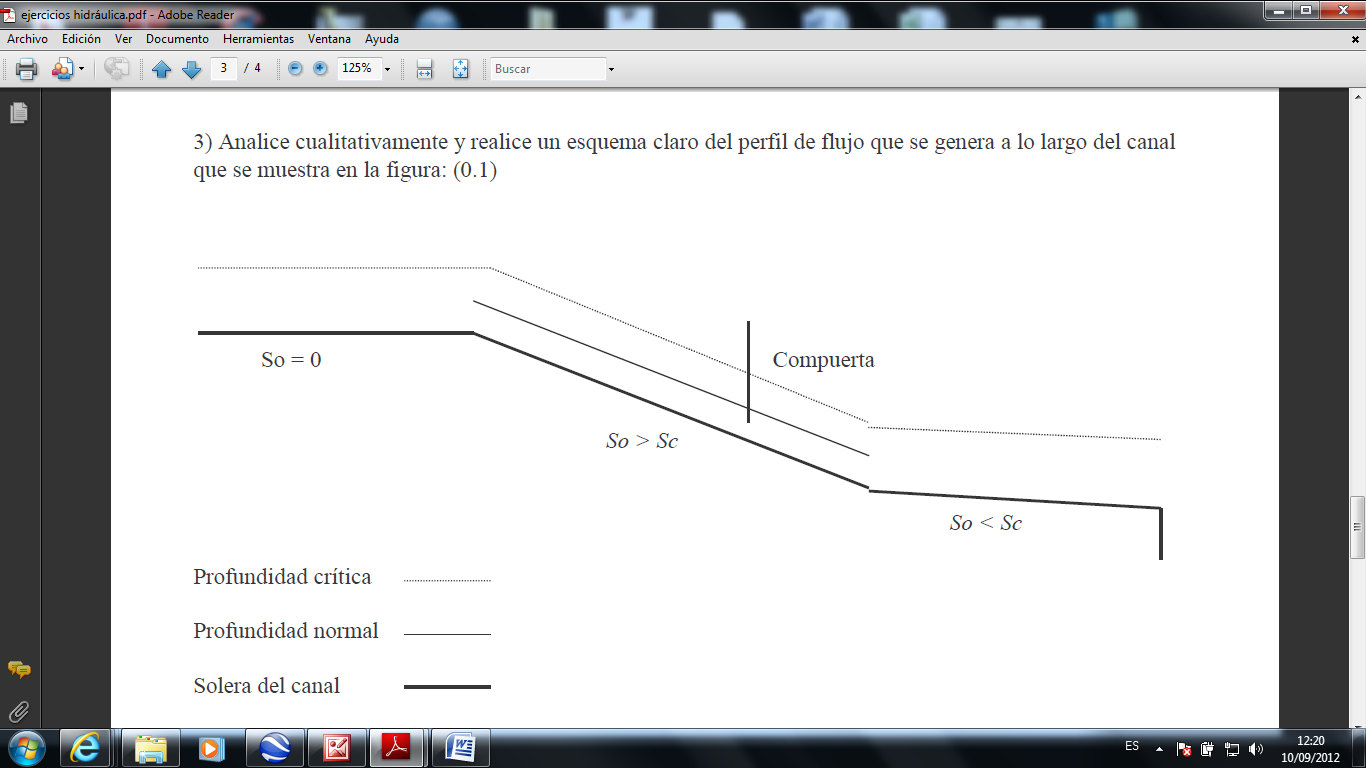 ejercicios hidráulica.pdf - Adobe Reader
Archivo Edición Ver Documento Herramientas Ventana Ayuda
3 / 4 125% Buscar
3) Analice cualitativamente y realice un esquema claro del perfil de flujo que se genera a lo largo del canal
que se muestra en la figura: (0.1)
So = 0
Compuerta
So > Sc
So < Sc
Profundidad crítica
Profundidad normal
Solera del canal
ES
12:20
10/09/2012